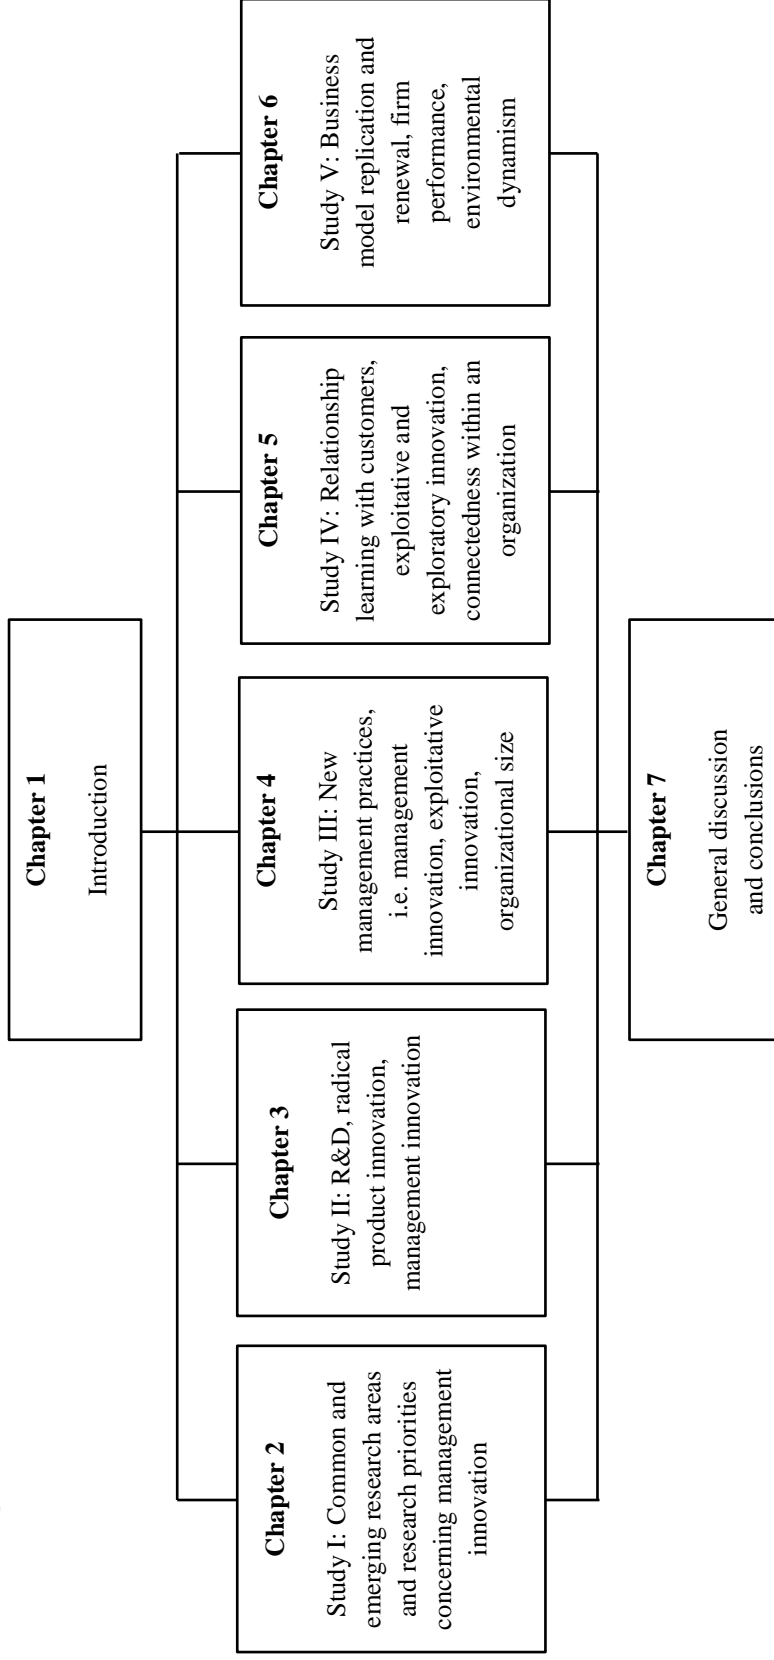 Chapter 1
Introduction
Chapter 2
Study I: Common and
emerging research areas
and research priorities
concerning management
innovation
Chapter 3
Study II: R&D, radical
product innovation,
management innovation
Chapter 4
Study III: New
management practices,
i.e. management
innovation, exploitative
innovation,
organizational size
Chapter 5
Study IV: Relationship
learning with customers,
exploitative and
exploratory innovation,
connectedness within an
organization
Chapter 6
Study V: Business
model replication and
renewal, firm
performance,
environmental
dynamism
Chapter 7
General discussion
and conclusions